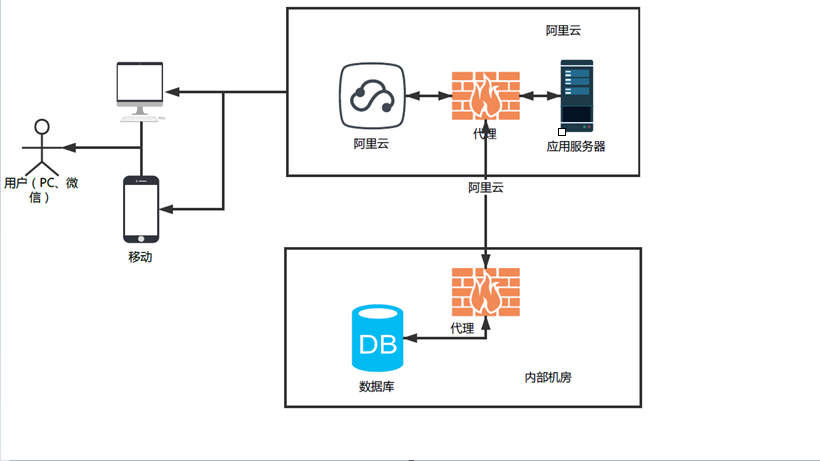 阿里云
阿里云
代理
应用服务器
用户（PC、微
信）
阿里云
移动
代理
DB
数据库
内部机房